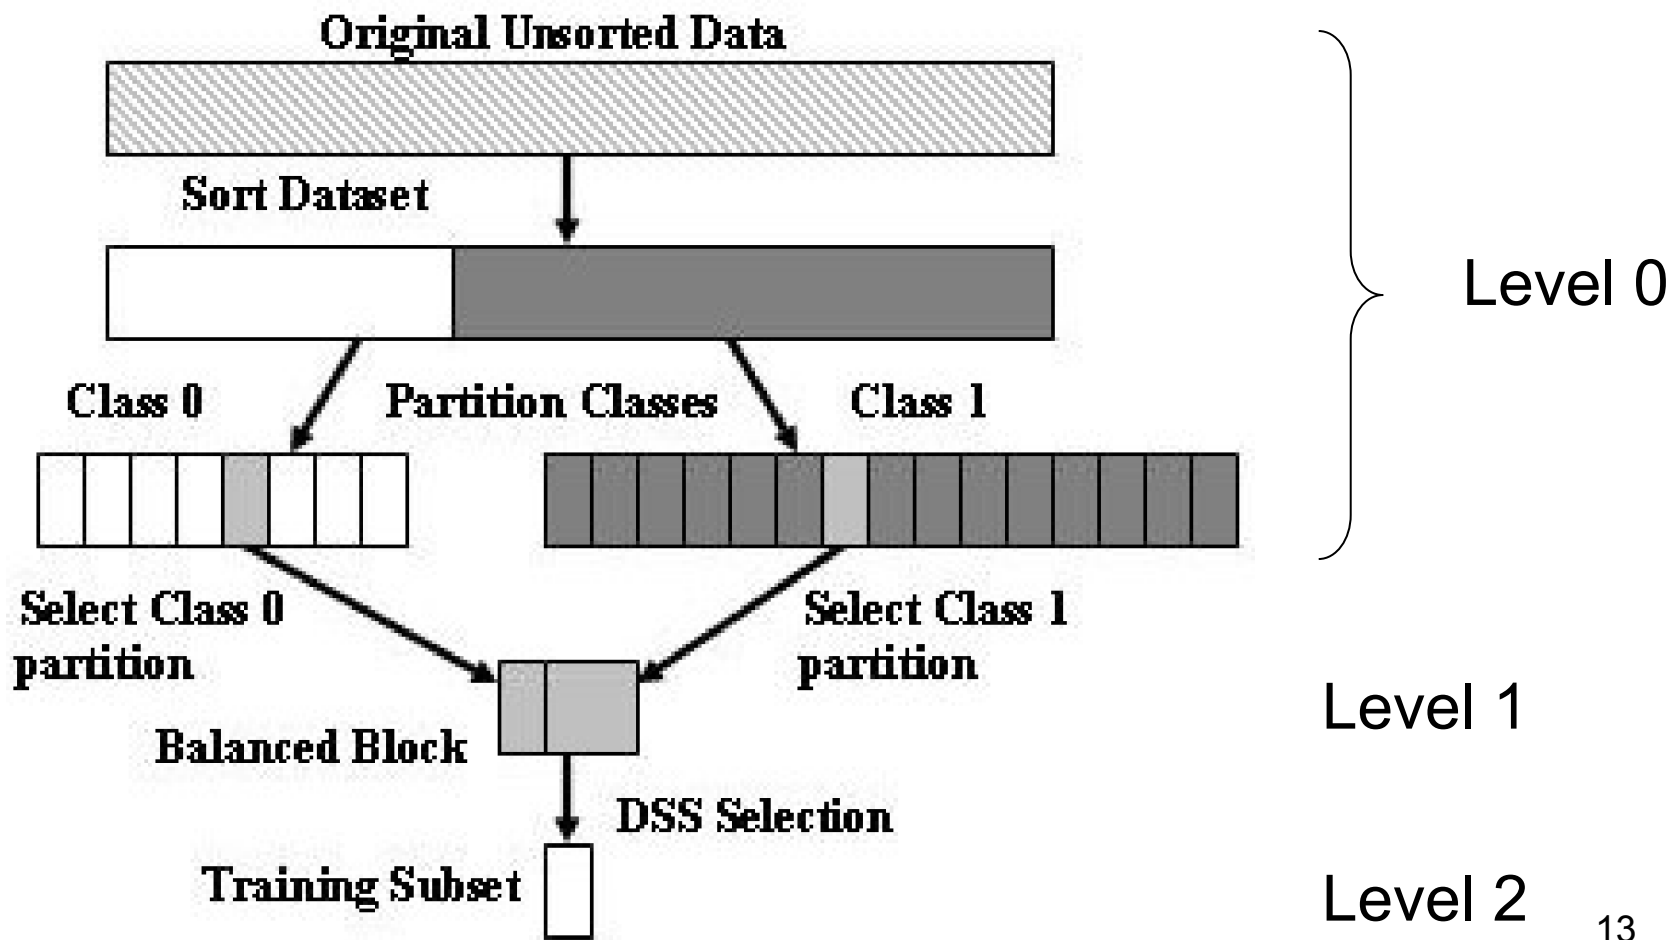 Original Unsorted Data
Sort Dataset
Level 0
Class 0
Partition Classes
Class 1
Select Class 0
partition
Select Class 1
partition
Level 1
Balanced Block
DSS Selection
Training Subset
Level 2
13